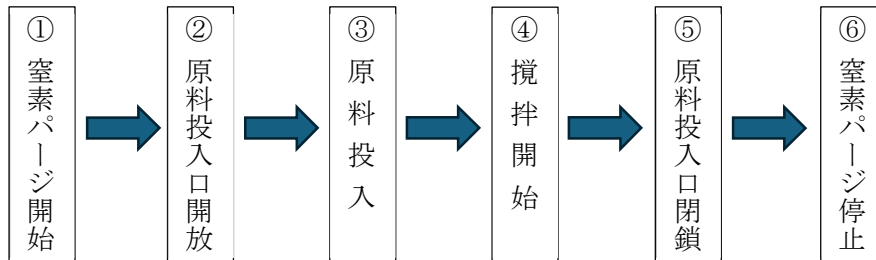 ①窒素パージ開始
②原料投入口開放
③原料投入
④撹拌開始
⑤原料投入口閉鎖
⑥窒素パージ停止